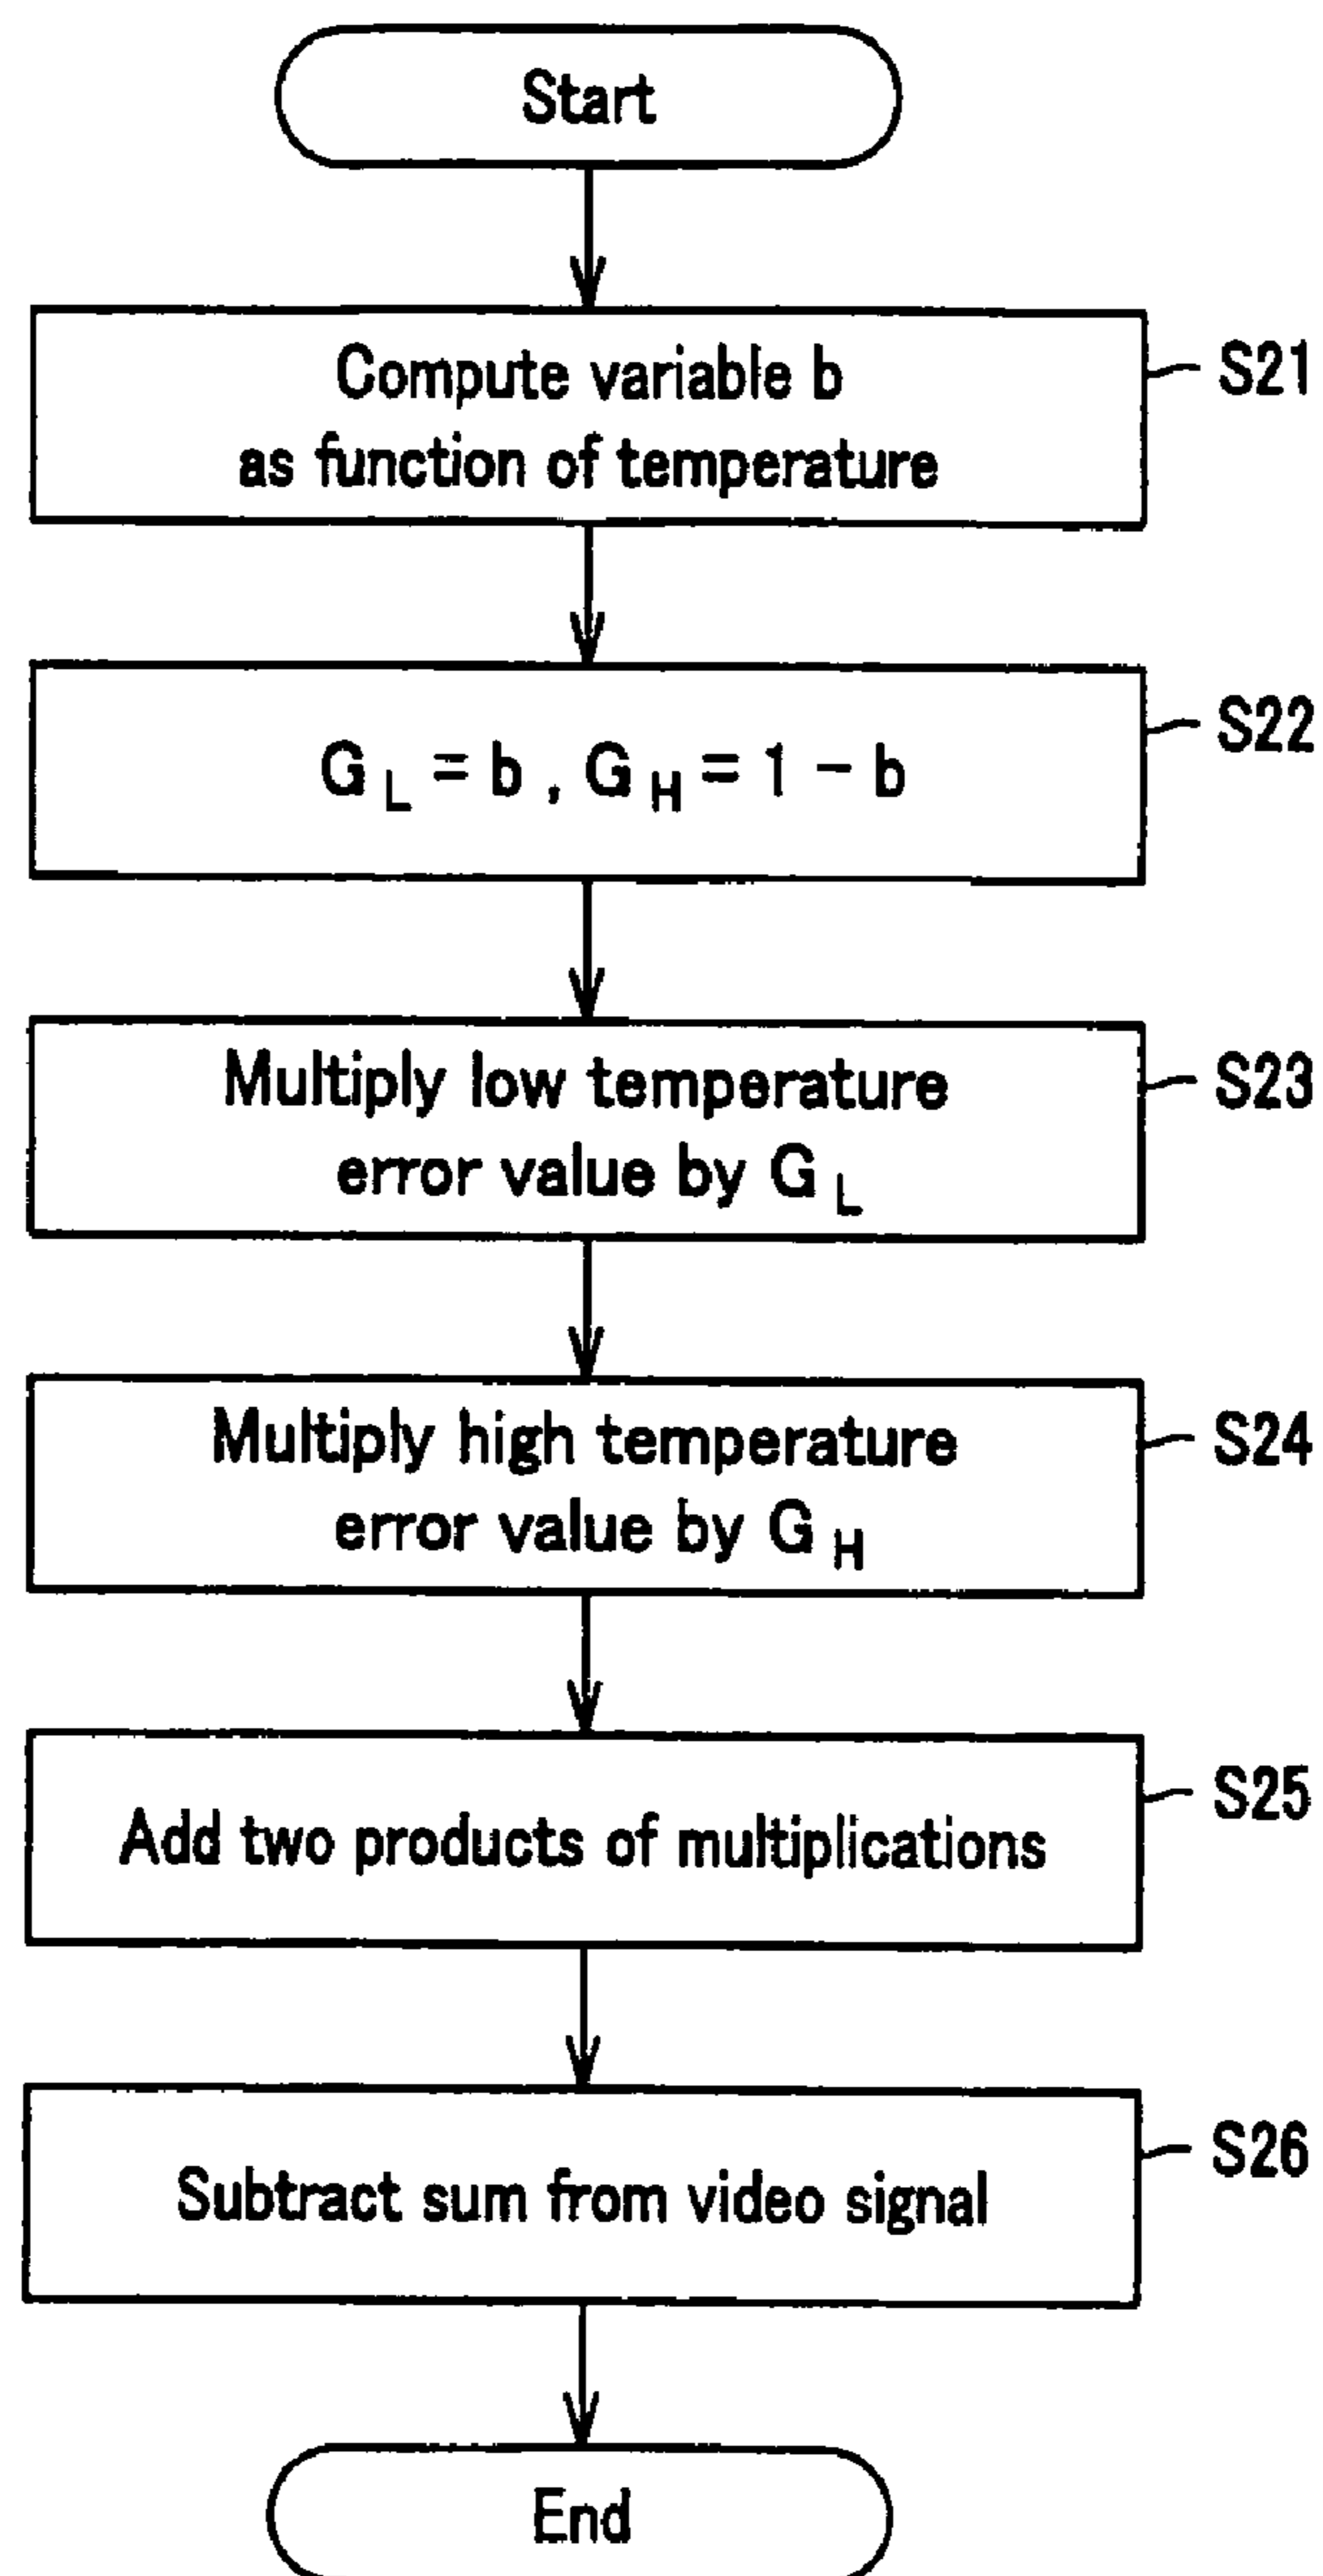 Start
Compute variable b
as function of temperature
S21
G L = b , G H = 1 − b
S22
Multiply low temperature
error value by G L
S23
Multiply high temperature
error value by G H
S24
Add two products of multiplications
S25
Subtract sum from video signal
S26
End